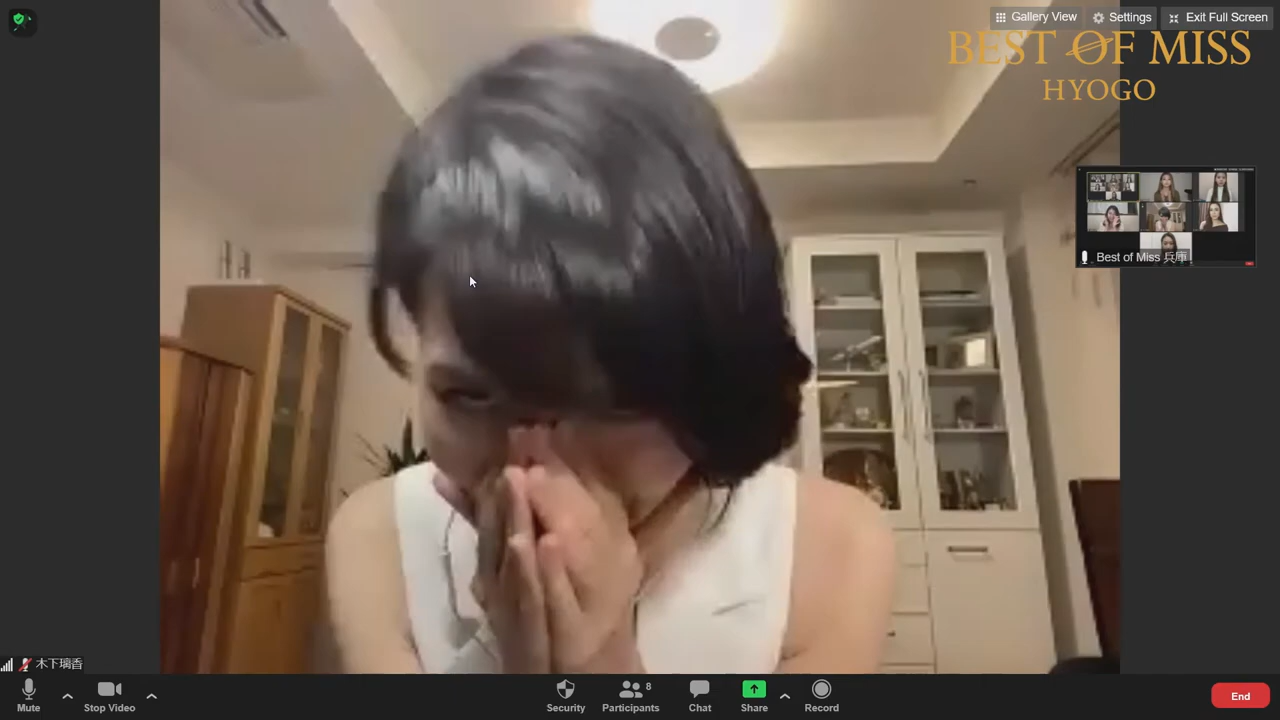 Gallery View
Settings
Exit Full Screen
BEST OF MISS
HYOGO
Best of Miss 兵庫
木下璃香
Mute
Stop Video
Security
8
Participants
Chat
Share
Record
End